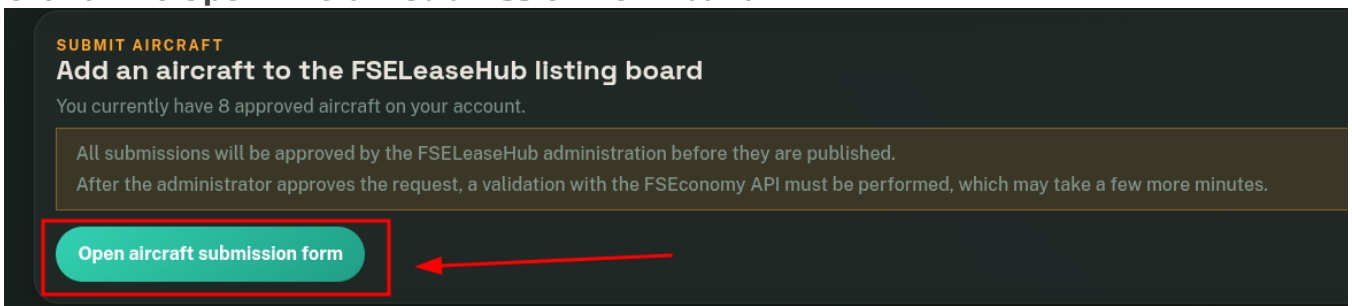 SUBMIT AIRCRAFT
Add an aircraft to the FSELeaseHub listing board
You currently have 8 approved aircraft on your account.
All submissions will be approved by the FSELeaseHub administration before they are published.
After the administrator approves the request, a validation with the FSEconomy API must be performed, which may take a few more minutes.
Open aircraft submission form